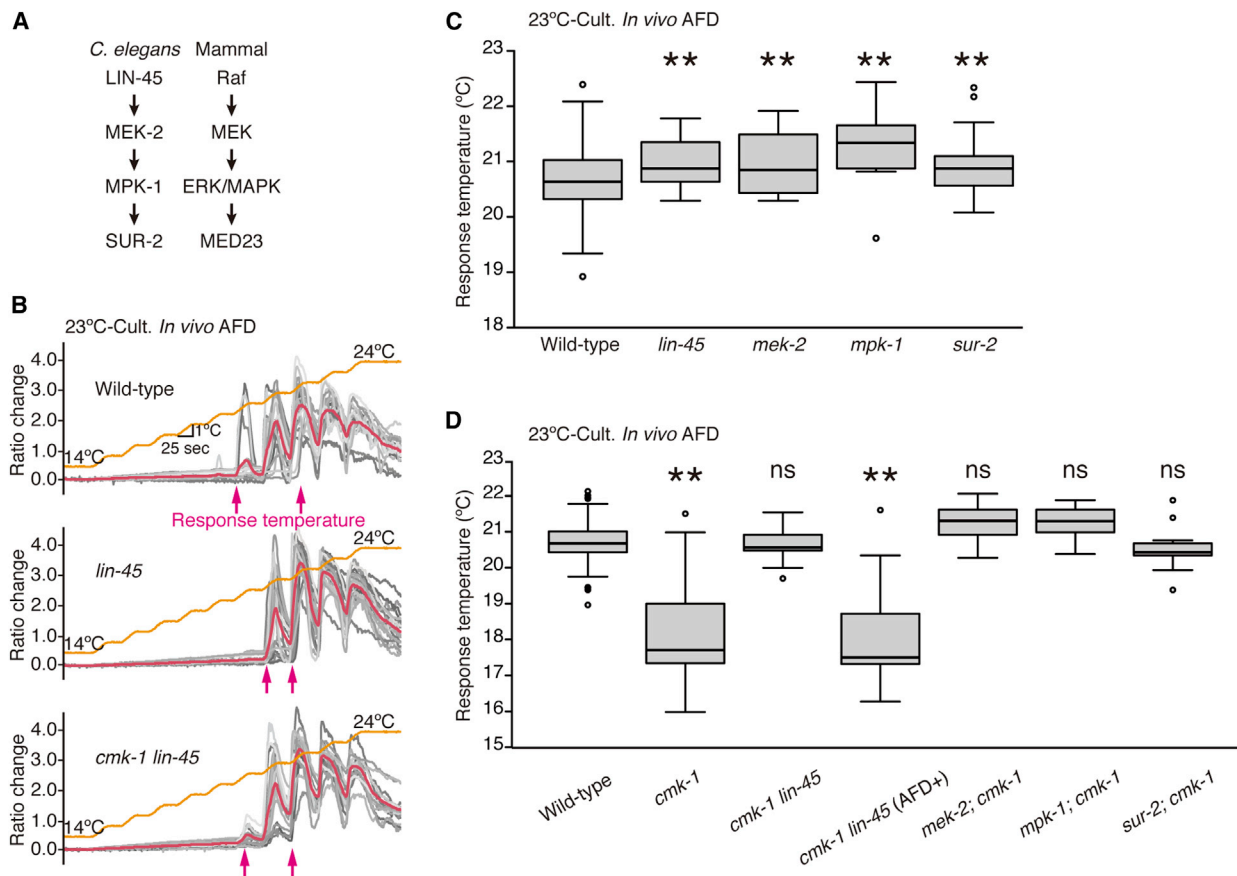 A
C. elegans Mammal
LIN-45 Raf
MEK-2 MEK
MPK-1 ERK/MAPK
SUR-2 MED23
B
23ºC-Cult. In vivo AFD
Ratio change
4.0
3.0
2.0
1.0
0.0
Wild-type
14ºC
24ºC
1ºC
25 sec
Response temperature
Ratio change
4.0
3.0
2.0
1.0
0.0
lin-45
14ºC
24ºC
Ratio change
4.0
3.0
2.0
1.0
0.0
cmk-1 lin-45
14ºC
24ºC
C
23ºC-Cult. In vivo AFD
Response temperature (ºC)
23
22
21
20
19
18
** ** ** **
Wild-type lin-45 mek-2 mpk-1 sur-2
D
23ºC-Cult. In vivo AFD
Response temperature (ºC)
23
22
21
20
19
18
17
16
15
** ns ** ns ns ns
Wild-type
cmk-1
cmk-1 lin-45
cmk-1 lin-45 (AFD+)
mek-2; cmk-1
mpk-1; cmk-1
sur-2; cmk-1